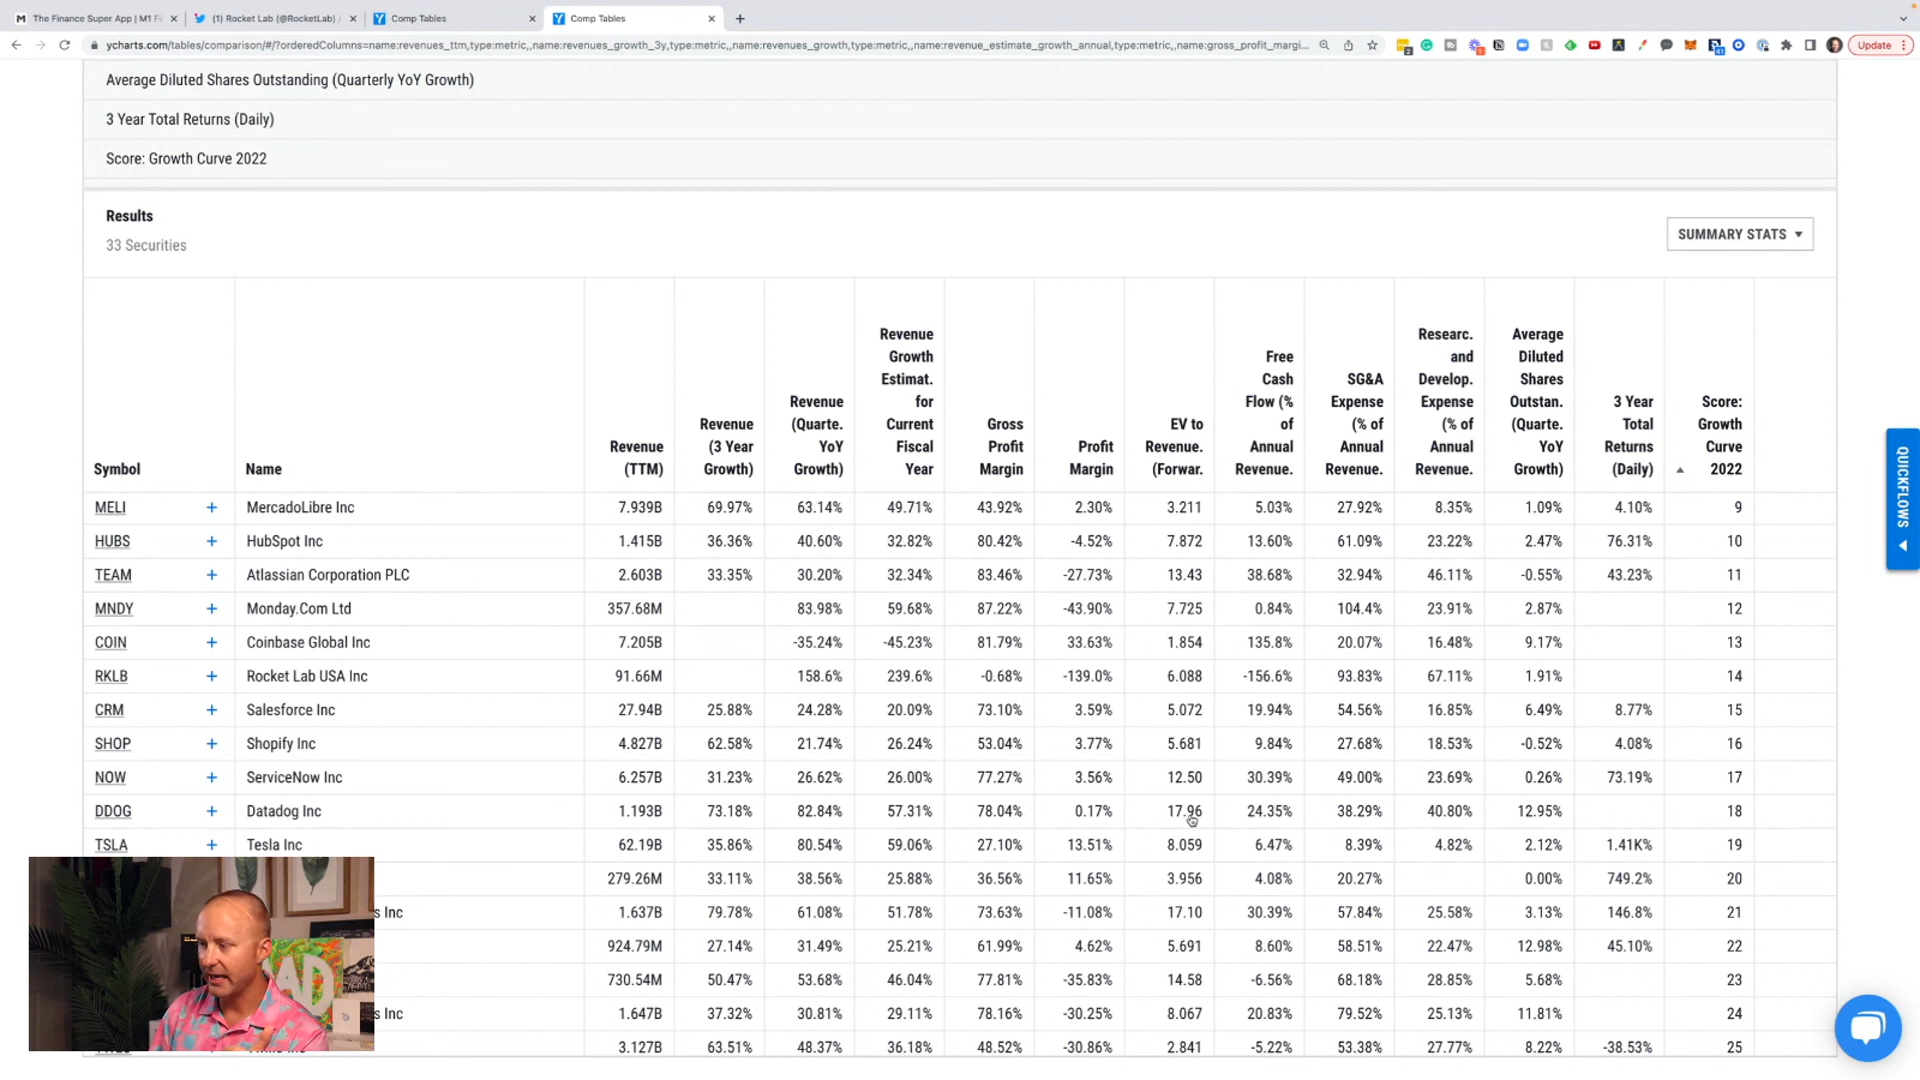 The Finance Super App | M1 Fi
(1) Rocket Lab (@RocketLab) /
Comp Tables
Comp Tables
ycharts.com/tables/comparison/#/?orderedColumns=name:revenues_ttm,type:metric,,name:revenues_growth_3y,type:metric,,name:revenues_growth,type:metric,,name:revenue_estimate_growth_annual,type:metric,,name:gross_profit_margi...
Update
Average Diluted Shares Outstanding (Quarterly YoY Growth)
3 Year Total Returns (Daily)
Score: Growth Curve 2022
Results
33 Securities
SUMMARY STATS
QUICKFLOWS
Symbol Name Revenue (TTM) Revenue (3 Year Growth) Revenue (Quarte. YoY Growth) Revenue Growth Estimat. for Current Fiscal Year Gross Profit Margin Profit Margin EV to Revenue. (Forwar. Free Cash Flow (% of Annual Revenue. SG&A Expense (% of Annual Revenue. Researc. and Develop. Expense (% of Annual Revenue. Average Diluted Shares Outstan. (Quarte. YoY Growth) 3 Year Total Returns (Daily) Score: Growth Curve 2022
MELI + MercadoLibre Inc 7.939B 69.97% 63.14% 49.71% 43.92% 2.30% 3.211 5.03% 27.92% 8.35% 1.09% 4.10% 9
HUBS + HubSpot Inc 1.415B 36.36% 40.60% 32.82% 80.42% -4.52% 7.872 13.60% 61.09% 23.22% 2.47% 76.31% 10
TEAM + Atlassian Corporation PLC 2.603B 33.35% 30.20% 32.34% 83.46% -27.73% 13.43 38.68% 32.94% 46.11% -0.55% 43.23% 11
MNDY + Monday.Com Ltd 357.68M 83.98% 59.68% 87.22% -43.90% 7.725 0.84% 104.4% 23.91% 2.87% 12
COIN + Coinbase Global Inc 7.205B -35.24% -45.23% 81.79% 33.63% 1.854 135.8% 20.07% 16.48% 9.17% 13
RKLB + Rocket Lab USA Inc 91.66M 158.6% 239.6% -0.68% -139.0% 6.088 -156.6% 93.83% 67.11% 1.91% 14
CRM + Salesforce Inc 27.94B 25.88% 24.28% 20.09% 73.10% 3.59% 5.072 19.94% 54.56% 16.85% 6.49% 8.77% 15
SHOP + Shopify Inc 4.827B 62.58% 21.74% 26.24% 53.04% 3.77% 5.681 9.84% 27.68% 18.53% -0.52% 4.08% 16
NOW + ServiceNow Inc 6.257B 31.23% 26.62% 26.00% 77.27% 3.56% 12.50 30.39% 49.00% 23.69% 0.26% 73.19% 17
DDOG + Datadog Inc 1.193B 73.18% 82.84% 57.31% 78.04% 0.17% 17.96 24.35% 38.29% 40.80% 12.95% 18
TSLA + Tesla Inc 62.19B 35.86% 80.54% 59.06% 27.10% 13.51% 8.059 6.47% 8.39% 4.82% 2.12% 1.41K% 19
279.26M 33.11% 38.56% 25.88% 36.56% 11.65% 3.956 4.08% 20.27% 0.00% 749.2% 20
s Inc 1.637B 79.78% 61.08% 51.78% 73.63% -11.08% 17.10 30.39% 57.84% 25.58% 3.13% 146.8% 21
924.79M 27.14% 31.49% 25.21% 61.99% 4.62% 5.691 8.60% 58.51% 22.47% 12.98% 45.10% 22
730.54M 50.47% 53.68% 46.04% 77.81% -35.83% 14.58 -6.56% 68.18% 28.85% 5.68% 23
s Inc 1.647B 37.32% 30.81% 29.11% 78.16% -30.25% 8.067 20.83% 79.52% 25.13% 11.81% 24
3.127B 63.51% 48.37% 36.18% 48.52% -30.86% 2.841 -5.22% 53.38% 27.77% 8.22% -38.53% 25